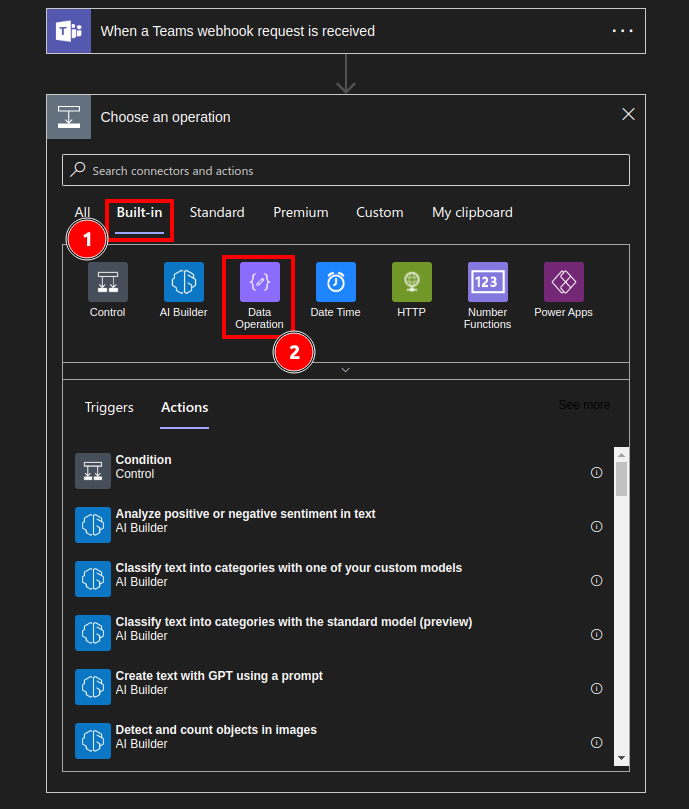 When a Teams webhook request is received
Choose an operation
Search connectors and actions
All Built-in Standard Premium Custom My clipboard
1
Control AI Builder Data Operation Date Time HTTP Number Functions Power Apps
123
2
Triggers Actions See more
Condition
Control
Analyze positive or negative sentiment in text
AI Builder
Classify text into categories with one of your custom models
AI Builder
Classify text into categories with the standard model (preview)
AI Builder
Create text with GPT using a prompt
AI Builder
Detect and count objects in images
AI Builder